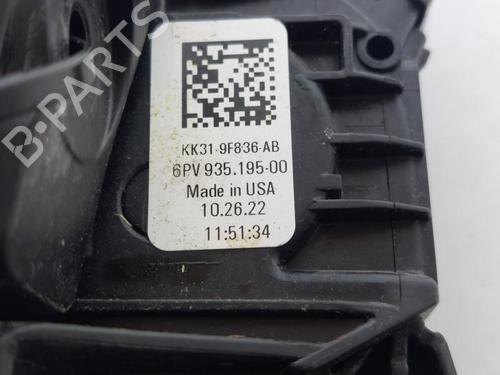 B-PARTS
KK31-9F836-AB
6PV 935.195-00
Made in USA
10.26.22
11:51:34